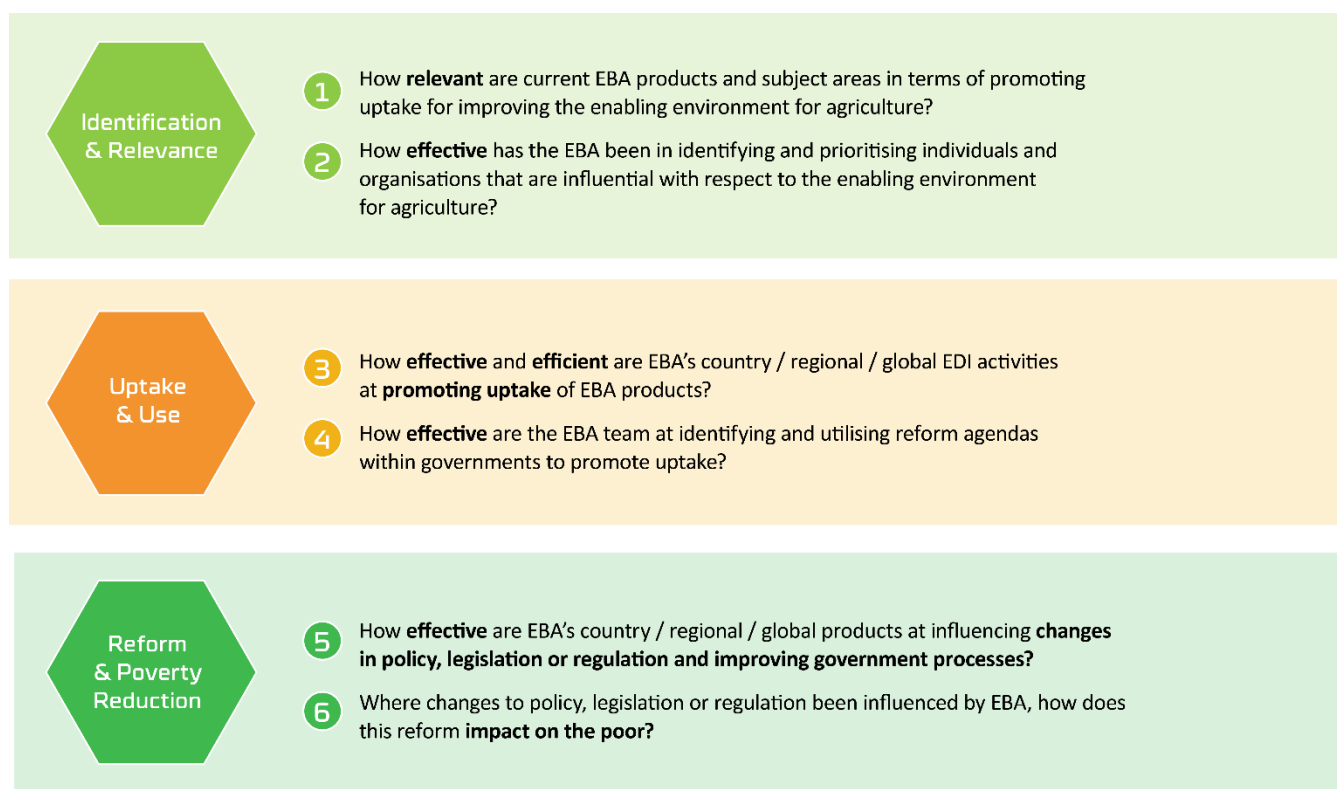 Identification
& Relevance
1
How relevant are current EBA products and subject areas in terms of promoting
uptake for improving the enabling environment for agriculture?
2
How effective has the EBA been in identifying and prioritising individuals and
organisations that are influential with respect to the enabling environment
for agriculture?
Uptake
& Use
3
How effective and efficient are EBA’s country / regional / global EDI activities
at promoting uptake of EBA products?
4
How effective are the EBA team at identifying and utilising reform agendas
within governments to promote uptake?
Reform
& Poverty
Reduction
5
How effective are EBA’s country / regional / global products at influencing changes
in policy, legislation or regulation and improving government processes?
6
Where changes to policy, legislation or regulation been influenced by EBA, how does
this reform impact on the poor?